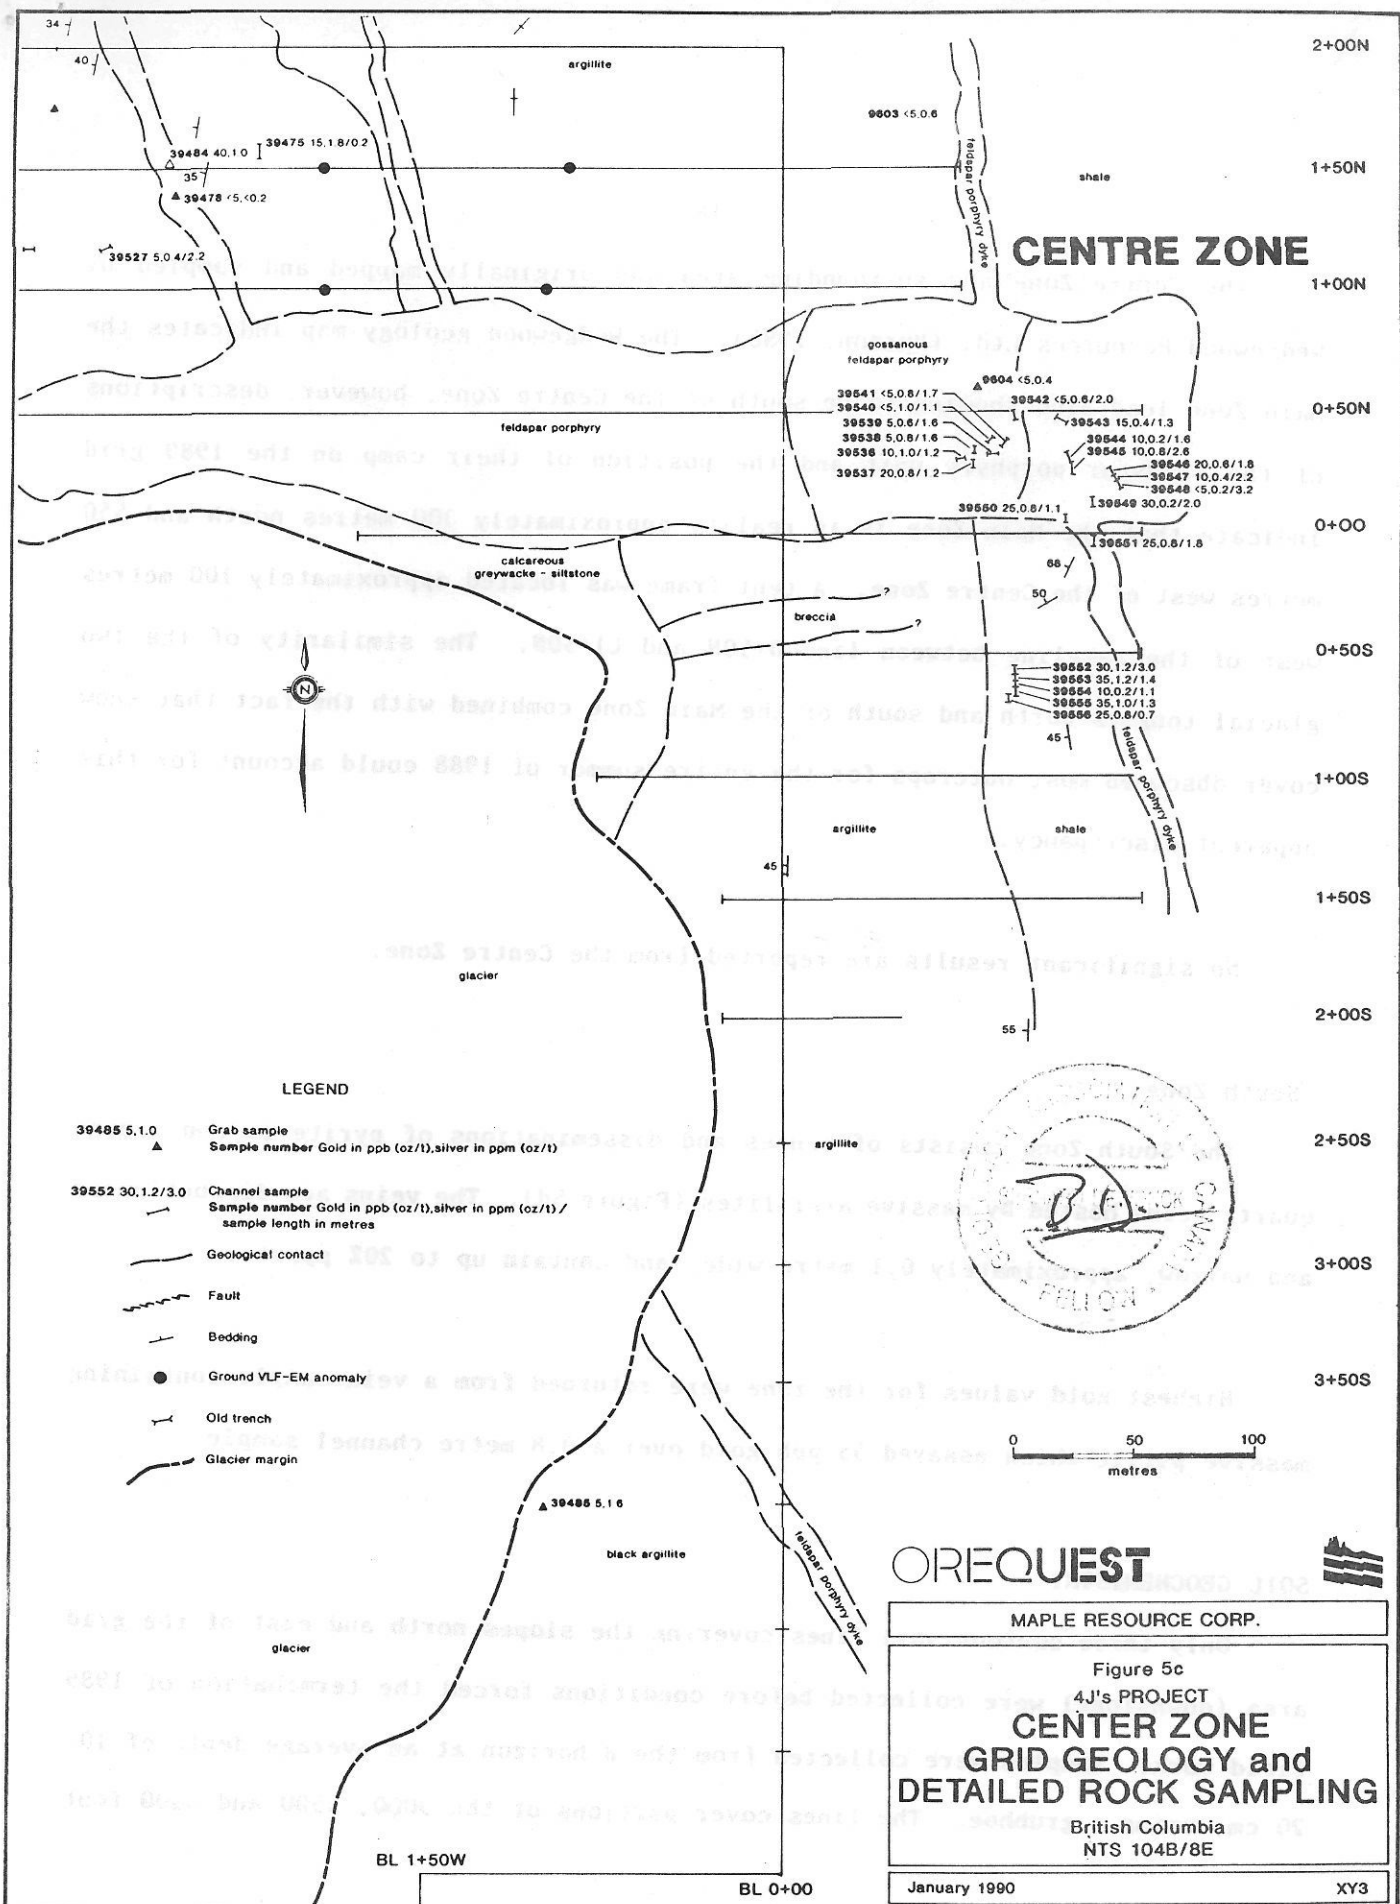 34
40
argillite
2+00N
9603 <5,0.6
39475 15,1.8/0.2
39484 40,1.0
35
39478 <5,<0.2
feldspar porphyry dyke
shale
1+50N
CENTRE ZONE
39527 5,0.4/2.2
1+00N
gossanous
feldspar porphyry
9604 <5,0.4
39541 <5,0.8/1.7
39542 <5,0.6/2.0
39540 <5,1.0/1.1
0+50N
39539 5,0.6/1.6
39543 15,0.4/1.3
feldspar porphyry
39538 5,0.8/1.6
39544 10,0.2/1.6
39545 10,0.8/2.6
39536 10,1.0/1.2
39546 20,0.6/1.8
39537 20,0.8/1.2
39547 10,0.4/2.2
39548 <5,0.2/3.2
39549 30,0.2/2.0
39550 25,0.8/1.1
0+00
39551 25,0.8/1.8
calcareous
greywacke - siltstone
68
50
?
breccia
?
0+50S
N
39552 30,1.2/3.0
39553 35,1.2/1.4
39554 10,0.2/1.1
39555 35,1.0/1.3
39556 25,0.8/0.7
45
feldspar porphyry dyke
1+00S
argillite
shale
45
1+50S
glacier
2+00S
55
LEGEND
39485 5,1.0
Grab sample
Sample number Gold in ppb (oz/t),silver in ppm (oz/t)
39552 30,1.2/3.0
Channel sample
Sample number Gold in ppb (oz/t),silver in ppm (oz/t) /
sample length in metres
Geological contact
Fault
Bedding
Ground VLF-EM anomaly
Old trench
Glacier margin
argillite
2+50S
FELLOW
3+00S
3+50S
0 50 100
metres
39485 5,1.6
black argillite
feldspar porphyry dyke
glacier
OREQUEST
MAPLE RESOURCE CORP.
Figure 5c
4J's PROJECT
CENTER ZONE
GRID GEOLOGY and
DETAILED ROCK SAMPLING
British Columbia
NTS 104B/8E
January 1990
XY3
BL 1+50W
BL 0+00